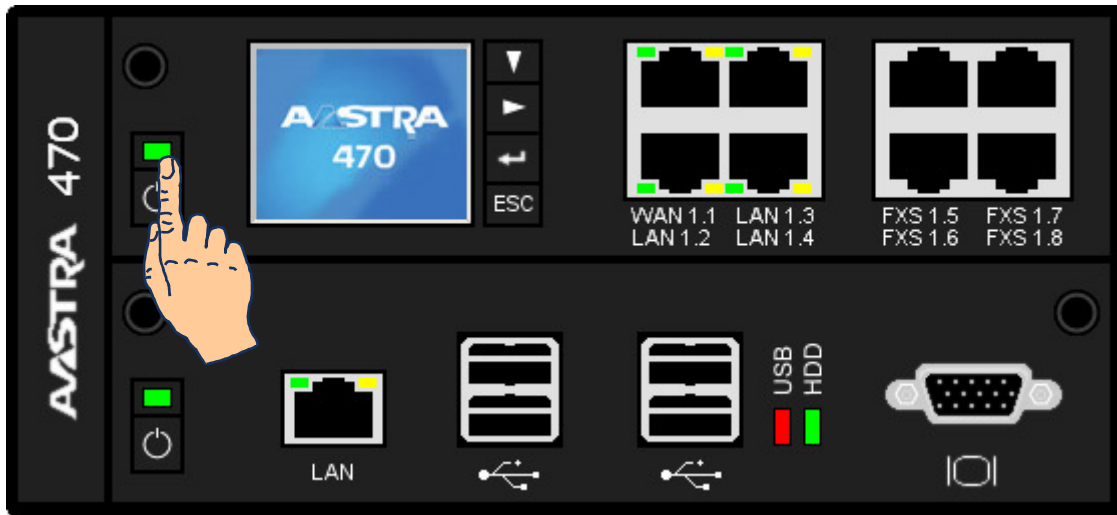 AASTRA 470
AASTRA
470
ESC
WAN 1.1 LAN 1.3
LAN 1.2 LAN 1.4
FXS 1.5 FXS 1.7
FXS 1.6 FXS 1.8
LAN
USB
HDD